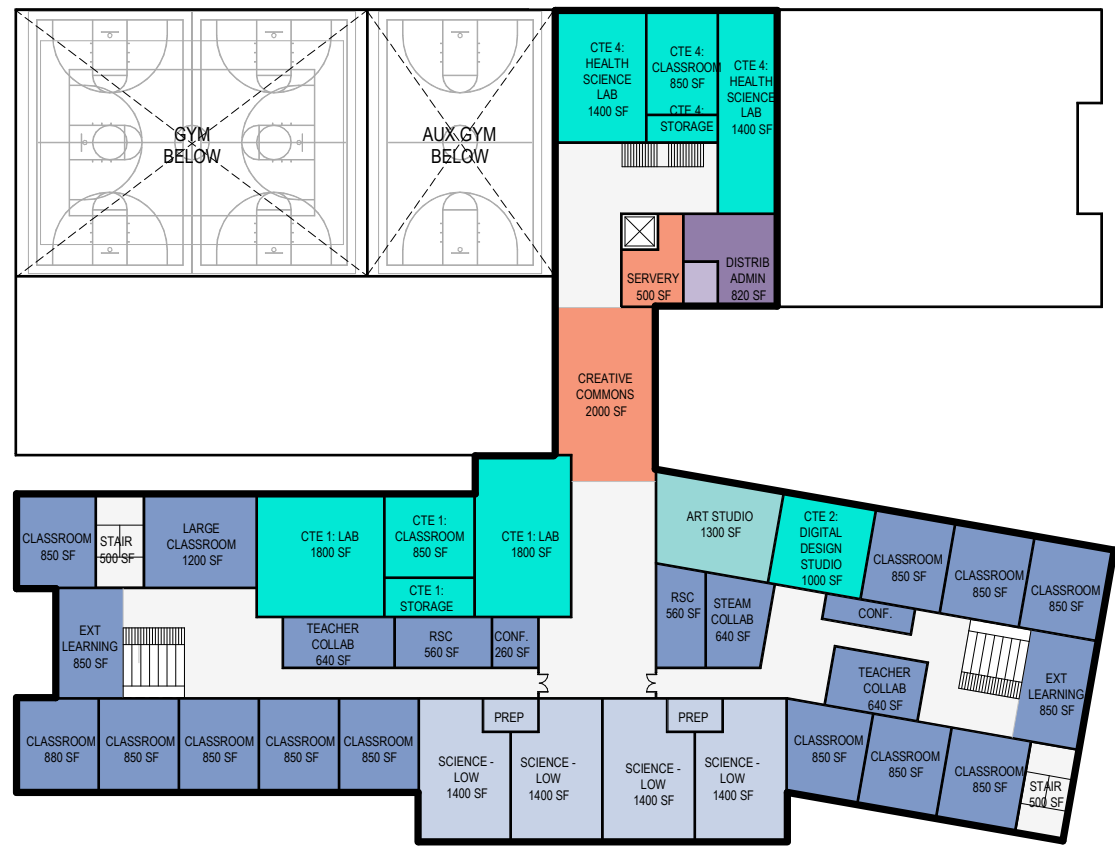 GYM
BELOW
AUX GYM
BELOW
CTE 4:
HEALTH
SCIENCE
LAB
1400 SF
CTE 4:
CLASSROOM
850 SF
CTE 4:
STORAGE
CTE 4:
HEALTH
SCIENCE
LAB
1400 SF
SERVERY
500 SF
DISTRIB
ADMIN
820 SF
CREATIVE
COMMONS
2000 SF
CLASSROOM
850 SF
STAIR
500 SF
LARGE
CLASSROOM
1200 SF
CTE 1: LAB
1800 SF
CTE 1:
CLASSROOM
850 SF
CTE 1:
STORAGE
CTE 1: LAB
1800 SF
ART STUDIO
1300 SF
CTE 2:
DIGITAL
DESIGN
STUDIO
1000 SF
CLASSROOM
850 SF
CLASSROOM
850 SF
CLASSROOM
850 SF
EXT
LEARNING
850 SF
TEACHER
COLLAB
640 SF
RSC
560 SF
CONF.
260 SF
RSC
560 SF
STEAM
COLLAB
640 SF
CONF.
TEACHER
COLLAB
640 SF
EXT
LEARNING
850 SF
CLASSROOM
880 SF
CLASSROOM
850 SF
CLASSROOM
850 SF
CLASSROOM
850 SF
CLASSROOM
850 SF
PREP
SCIENCE -
LOW
1400 SF
SCIENCE -
LOW
1400 SF
PREP
SCIENCE -
LOW
1400 SF
SCIENCE -
LOW
1400 SF
CLASSROOM
850 SF
CLASSROOM
850 SF
CLASSROOM
850 SF
STAIR
500 SF